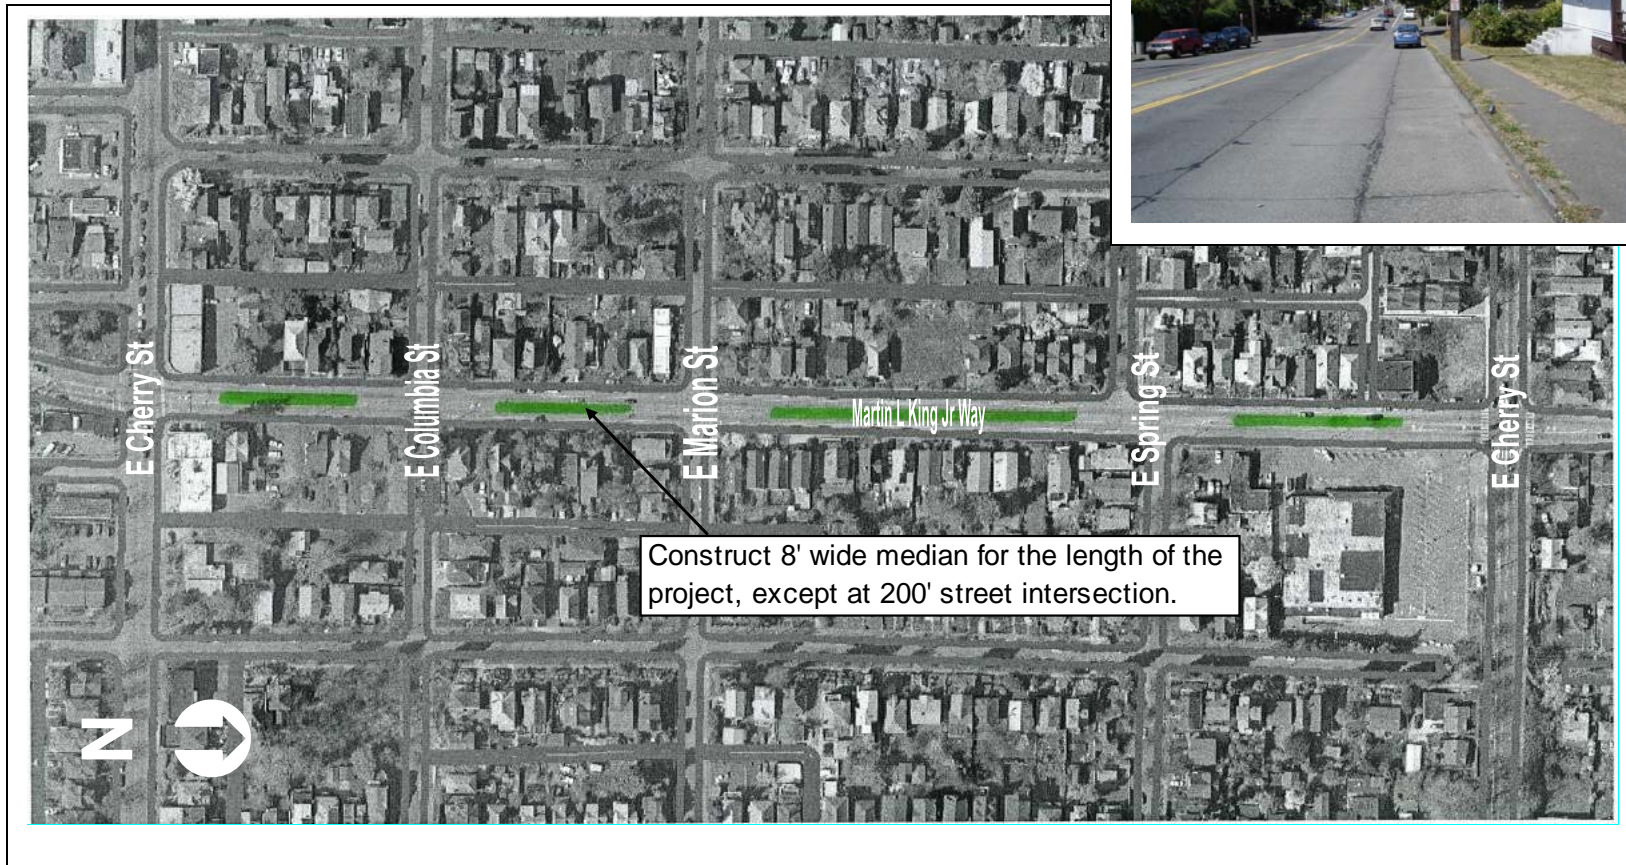 E Cherry St
E Columbia St
E Marion St
Martin L King Jr Way
E Spring St
E Cherry St
Construct 8' wide median for the length of the
project, except at 200' street intersection.
N